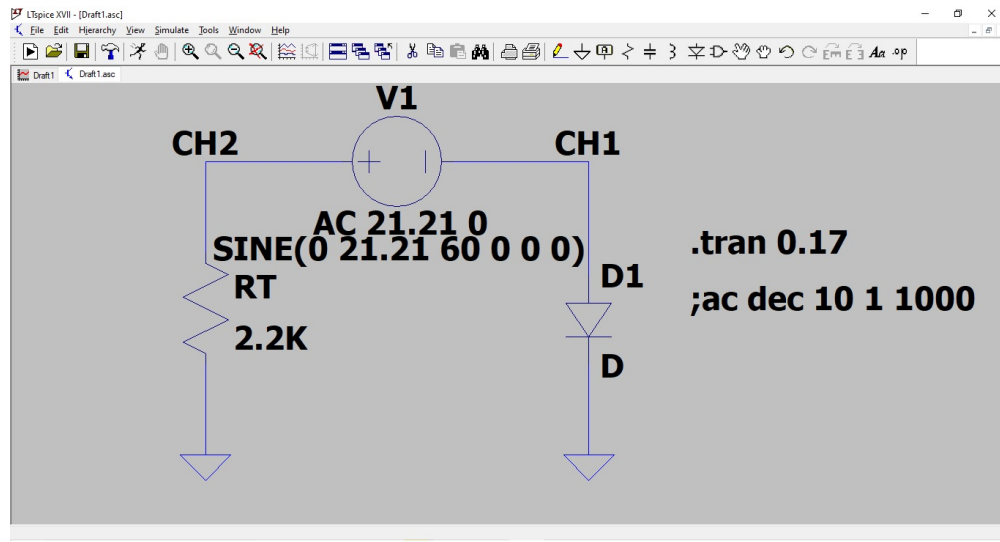 LTspice XVII - [Draft1.asc]
File Edit Hierarchy View Simulate Tools Window Help
Aa .op
Draft1 Draft1.asc
V1
CH2 CH1
AC 21.21 0
SINE(0 21.21 60 0 0 0)
.tran 0.17
RT
D1
;ac dec 10 1 1000
2.2K
D